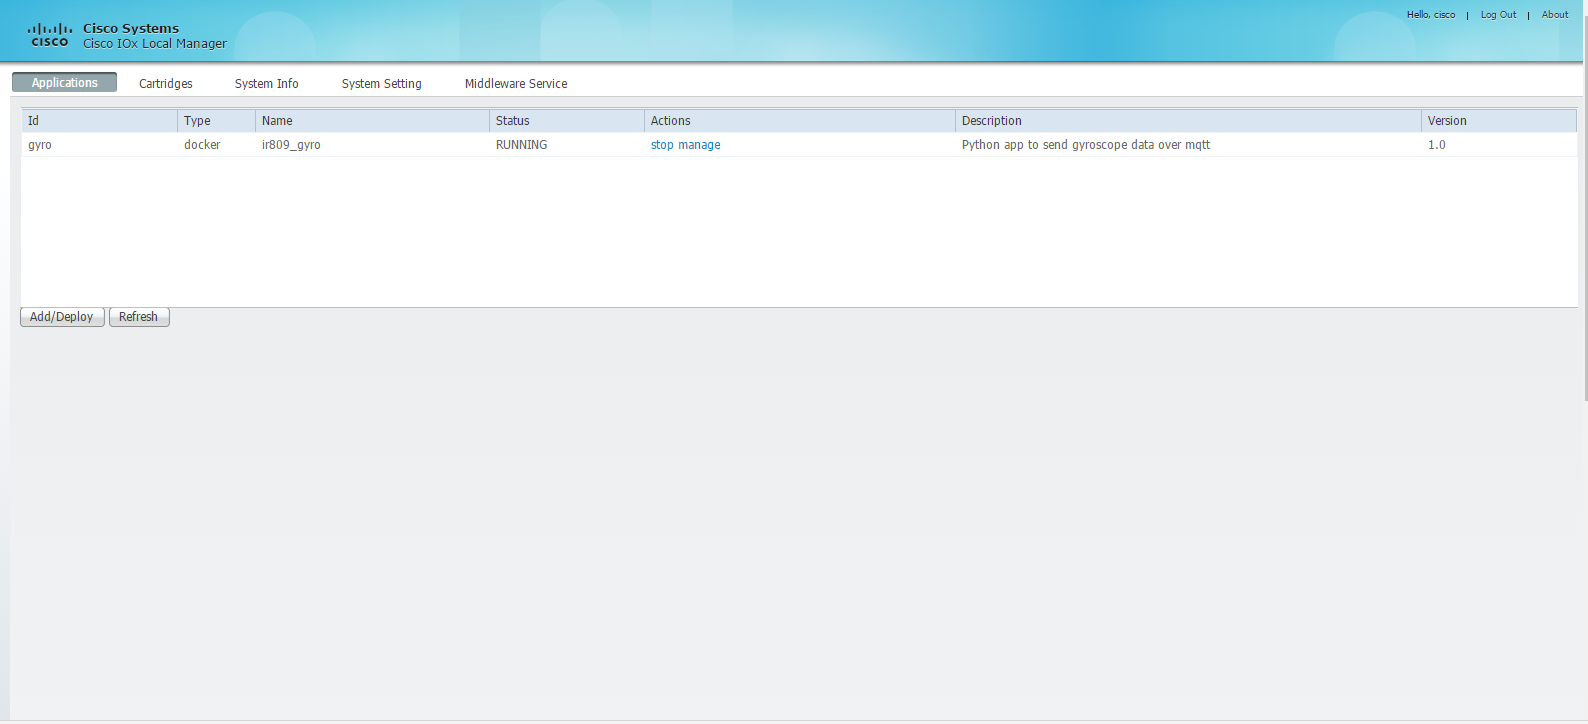 Hello, cisco | Log Out | About
CISCO
Cisco Systems
Cisco IOx Local Manager
Applications Cartridges System Info System Setting Middleware Service
Id Type Name Status Actions Description Version
gyro docker ir809_gyro RUNNING stop manage Python app to send gyroscope data over mqtt 1.0
Add/Deploy Refresh